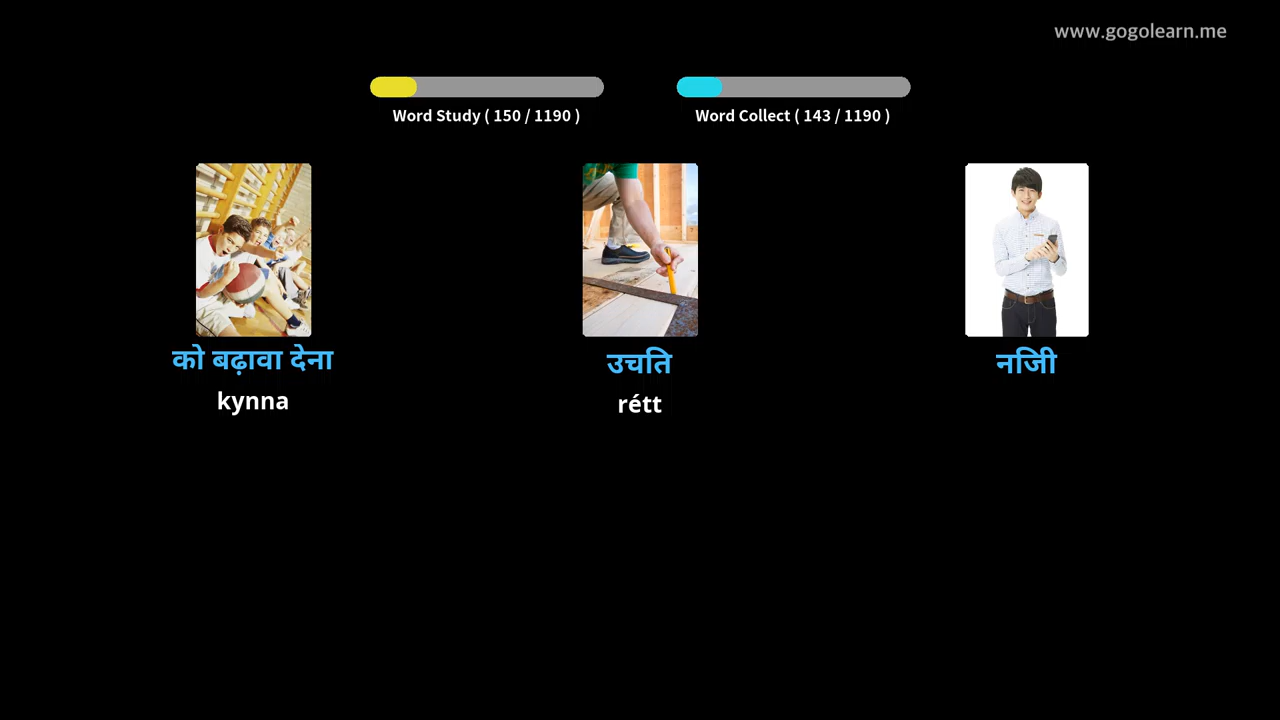 www.gogolearn.me
Word Study ( 150 / 1190 )
Word Collect ( 143 / 1190 )
को बढ़ावा देना
उचति
नजिी
kynna
rétt